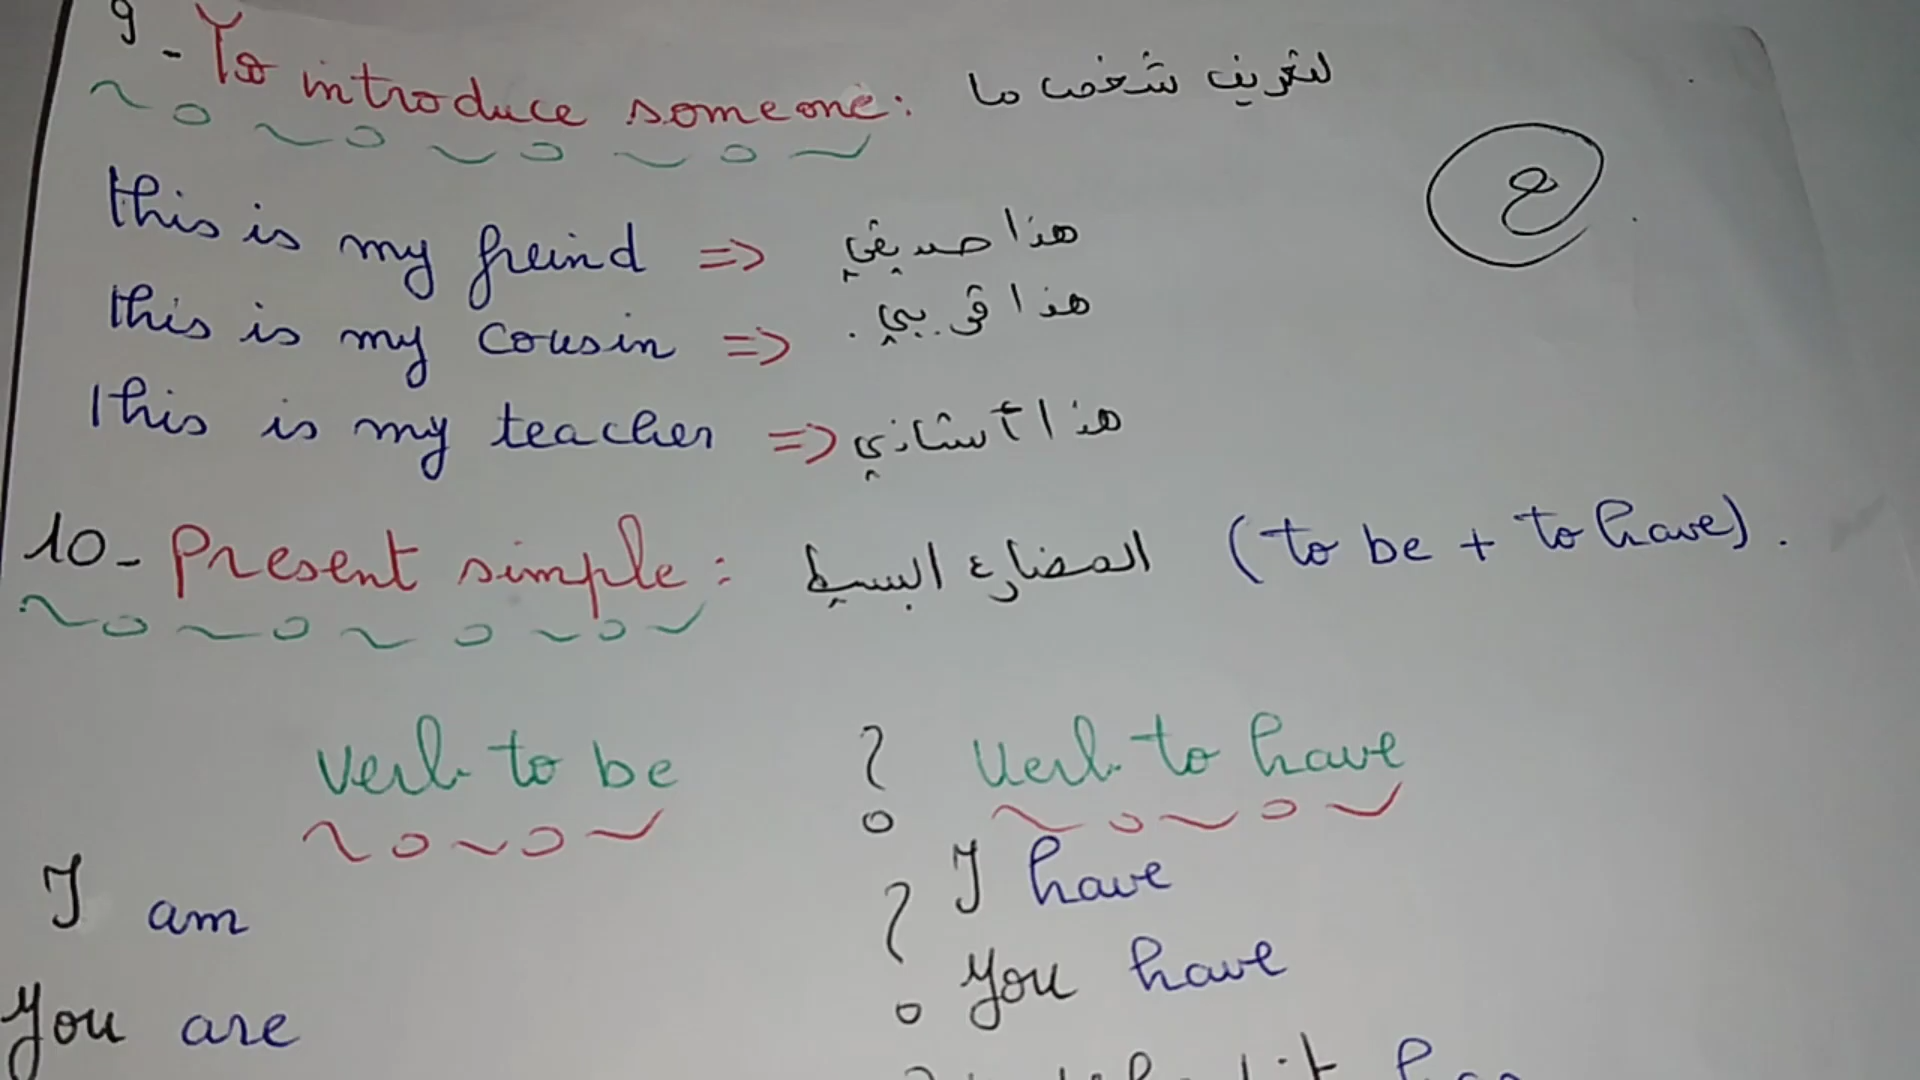 9 - To introduce someone: لتعريف شخص ما
this is my freind => هذا صديقي
this is my cousin => هذا قريبي.
this is my teacher => هذا أستاذي
10 - Present simple: المضارع البسيط (to be + to have).
Verb to be Verb to have
I am I have
You are You have
it has